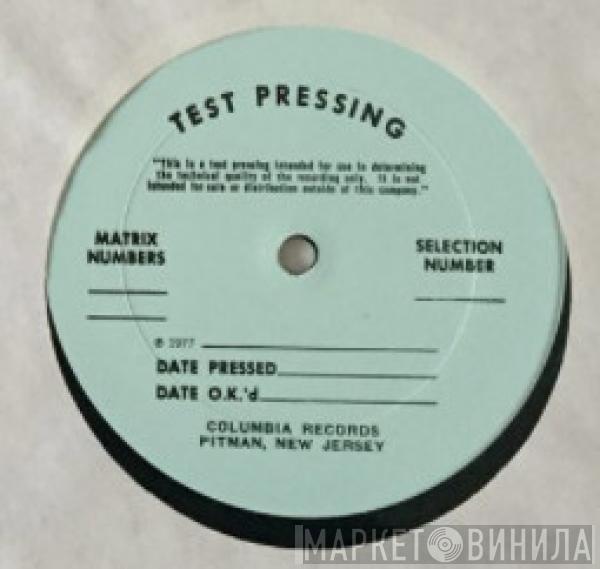 TEST PRESSING
"This is a test pressing intended for use in determining
the technical quality of the recording only. It is not
intended for sale or distribution outside of this company."
MATRIX
NUMBERS
SELECTION
NUMBER
℗ 1977
DATE PRESSED
DATE O.K.'d
COLUMBIA RECORDS
PITMAN, NEW JERSEY
МАРКЕТ ВИНИЛА